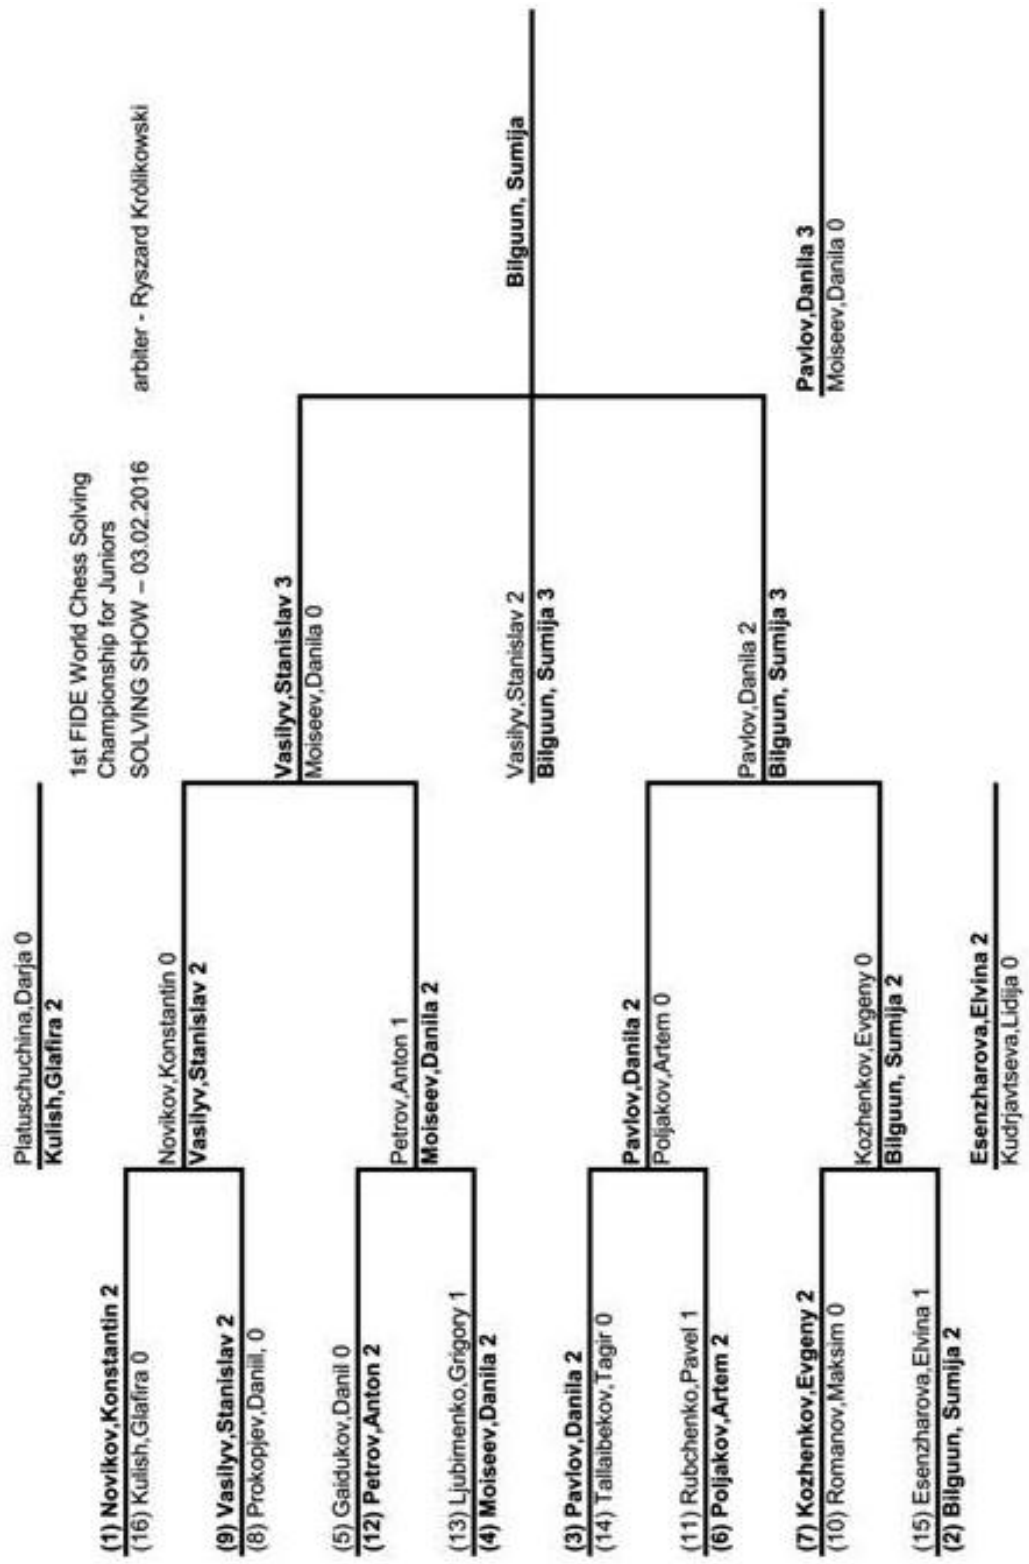 Platuschuchina,Darja 0
Kulish,Glafira 2
1st FIDE World Chess Solving
Championship for Juniors
SOLVING SHOW – 03.02.2016
arbiter - Ryszard Królikowski
(1) Novikov,Konstantin 2
(16) Kulish,Glafira 0
(9) Vasilyv,Stanislav 2
(8) Prokopjev,Daniil, 0
(5) Gaidukov,Danil 0
(12) Petrov,Anton 2
(13) Ljubimenko,Grigory 1
(4) Moiseev,Danila 2
(3) Pavlov,Danila 2
(14) Tallaibekov,Tagir 0
(11) Rubchenko,Pavel 1
(6) Poljakov,Artem 2
(7) Kozhenkov,Evgeny 2
(10) Romanov,Maksim 0
(15) Esenzharova,Elvina 1
(2) Bilguun, Sumija 2
Novikov,Konstantin 0
Vasilyv,Stanislav 2
Petrov,Anton 1
Moiseev,Danila 2
Pavlov,Danila 2
Poljakov,Artem 0
Kozhenkov,Evgeny 0
Bilguun, Sumija 2
Esenzharova,Elvina 2
Kudrjavtseva,Lidija 0
Vasilyv,Stanislav 3
Moiseev,Danila 0
Vasilyv,Stanislav 2
Bilguun, Sumija 3
Pavlov,Danila 2
Bilguun, Sumija 3
Bilguun, Sumija
Pavlov,Danila 3
Moiseev,Danila 0